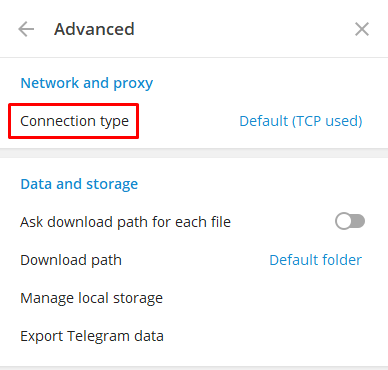 Advanced
Network and proxy
Connection type Default (TCP used)
Data and storage
Ask download path for each file
Download path Default folder
Manage local storage
Export Telegram data